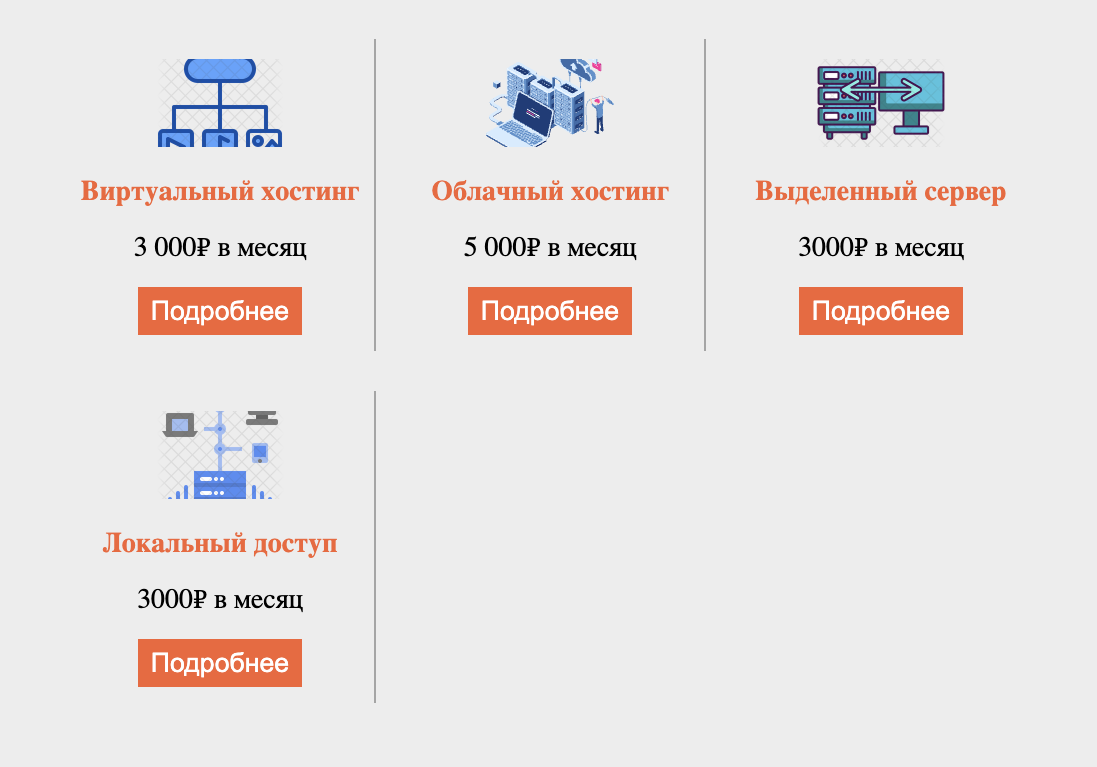 Виртуальный хостинг
3 000₽ в месяц
Подробнее
Облачный хостинг
5 000₽ в месяц
Подробнее
Выделенный сервер
3000₽ в месяц
Подробнее
Локальный доступ
3000₽ в месяц
Подробнее